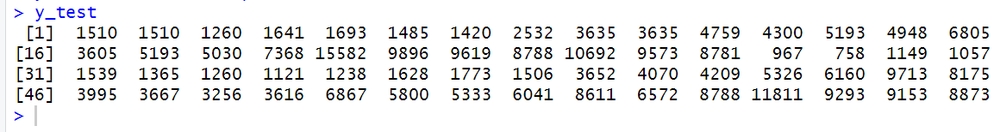 > y_test
[1] 1510 1510 1260 1641 1693 1485 1420 2532 3635 3635 4759 4300 5193 4948 6805
[16] 3605 5193 5030 7368 15582 9896 9619 8788 10692 9573 8781 967 758 1149 1057
[31] 1539 1365 1260 1121 1238 1628 1773 1506 3652 4070 4209 5326 6160 9713 8175
[46] 3995 3667 3256 3616 6867 5800 5333 6041 8611 6572 8788 11811 9293 9153 8873
>